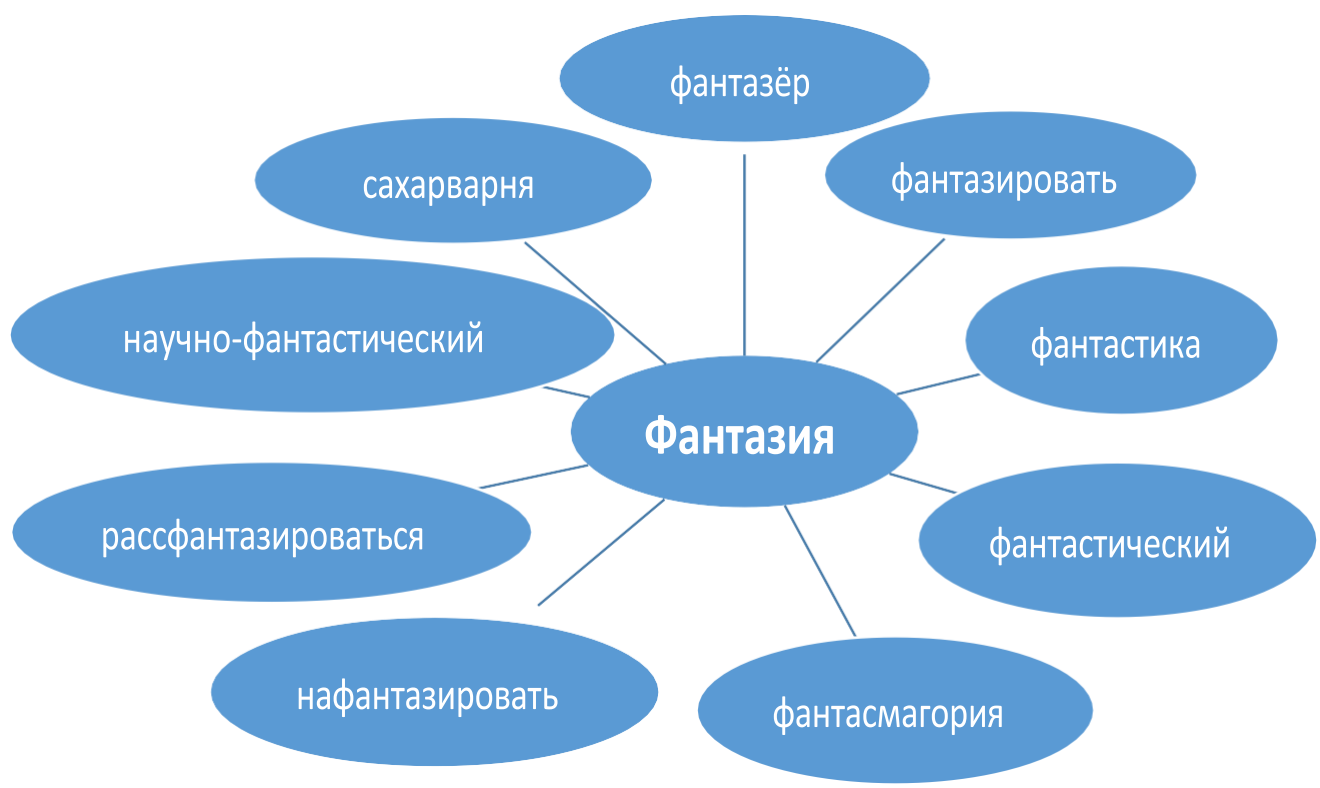 фантазёр
сахарварня
фантазировать
научно-фантастический
фантастика
Фантазия
рассфантазироваться
фантастический
нафантазировать
фантасмагория